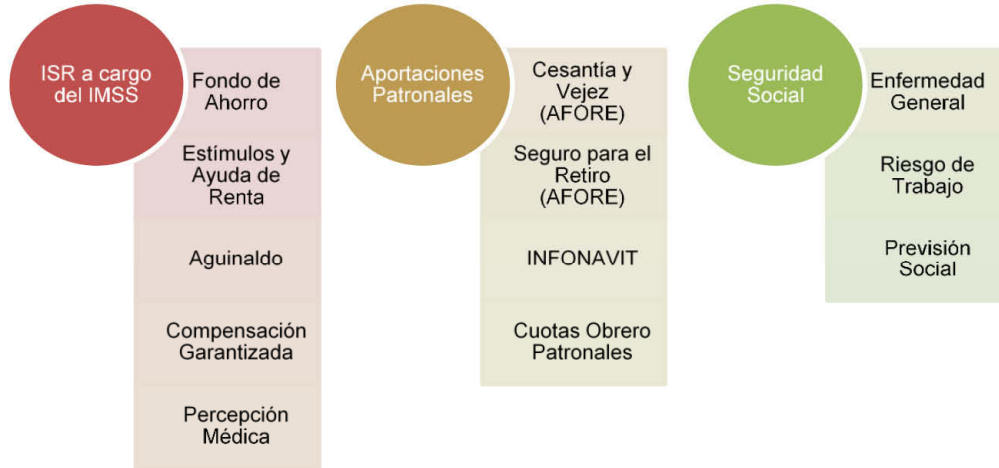 ISR a cargo
del IMSS
Fondo de
Ahorro
Estímulos y
Ayuda de
Renta
Aguinaldo
Compensación
Garantizada
Percepción
Médica
Aportaciones
Patronales
Cesantía y
Vejez
(AFORE)
Seguro para el
Retiro
(AFORE)
INFONAVIT
Cuotas Obrero
Patronales
Seguridad
Social
Enfermedad
General
Riesgo de
Trabajo
Previsión
Social